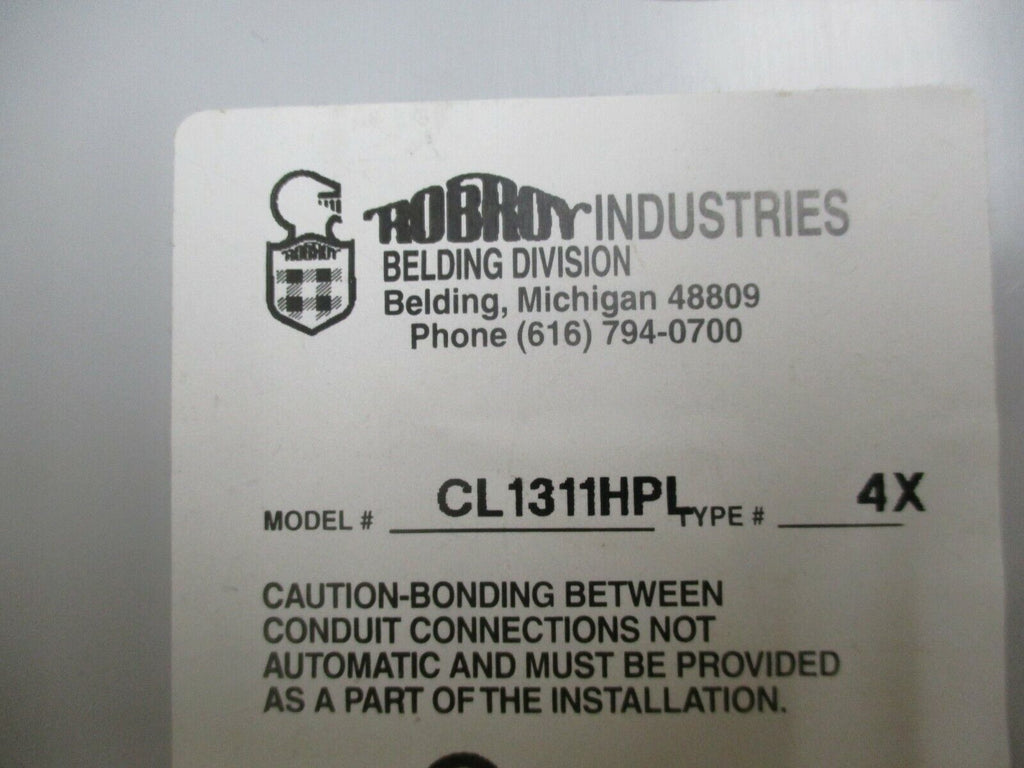 ROBROY INDUSTRIES
ROBROY
BELDING DIVISION
Belding, Michigan 48809
Phone (616) 794-0700
MODEL # CL1311HPL TYPE # 4X
CAUTION-BONDING BETWEEN
CONDUIT CONNECTIONS NOT
AUTOMATIC AND MUST BE PROVIDED
AS A PART OF THE INSTALLATION.